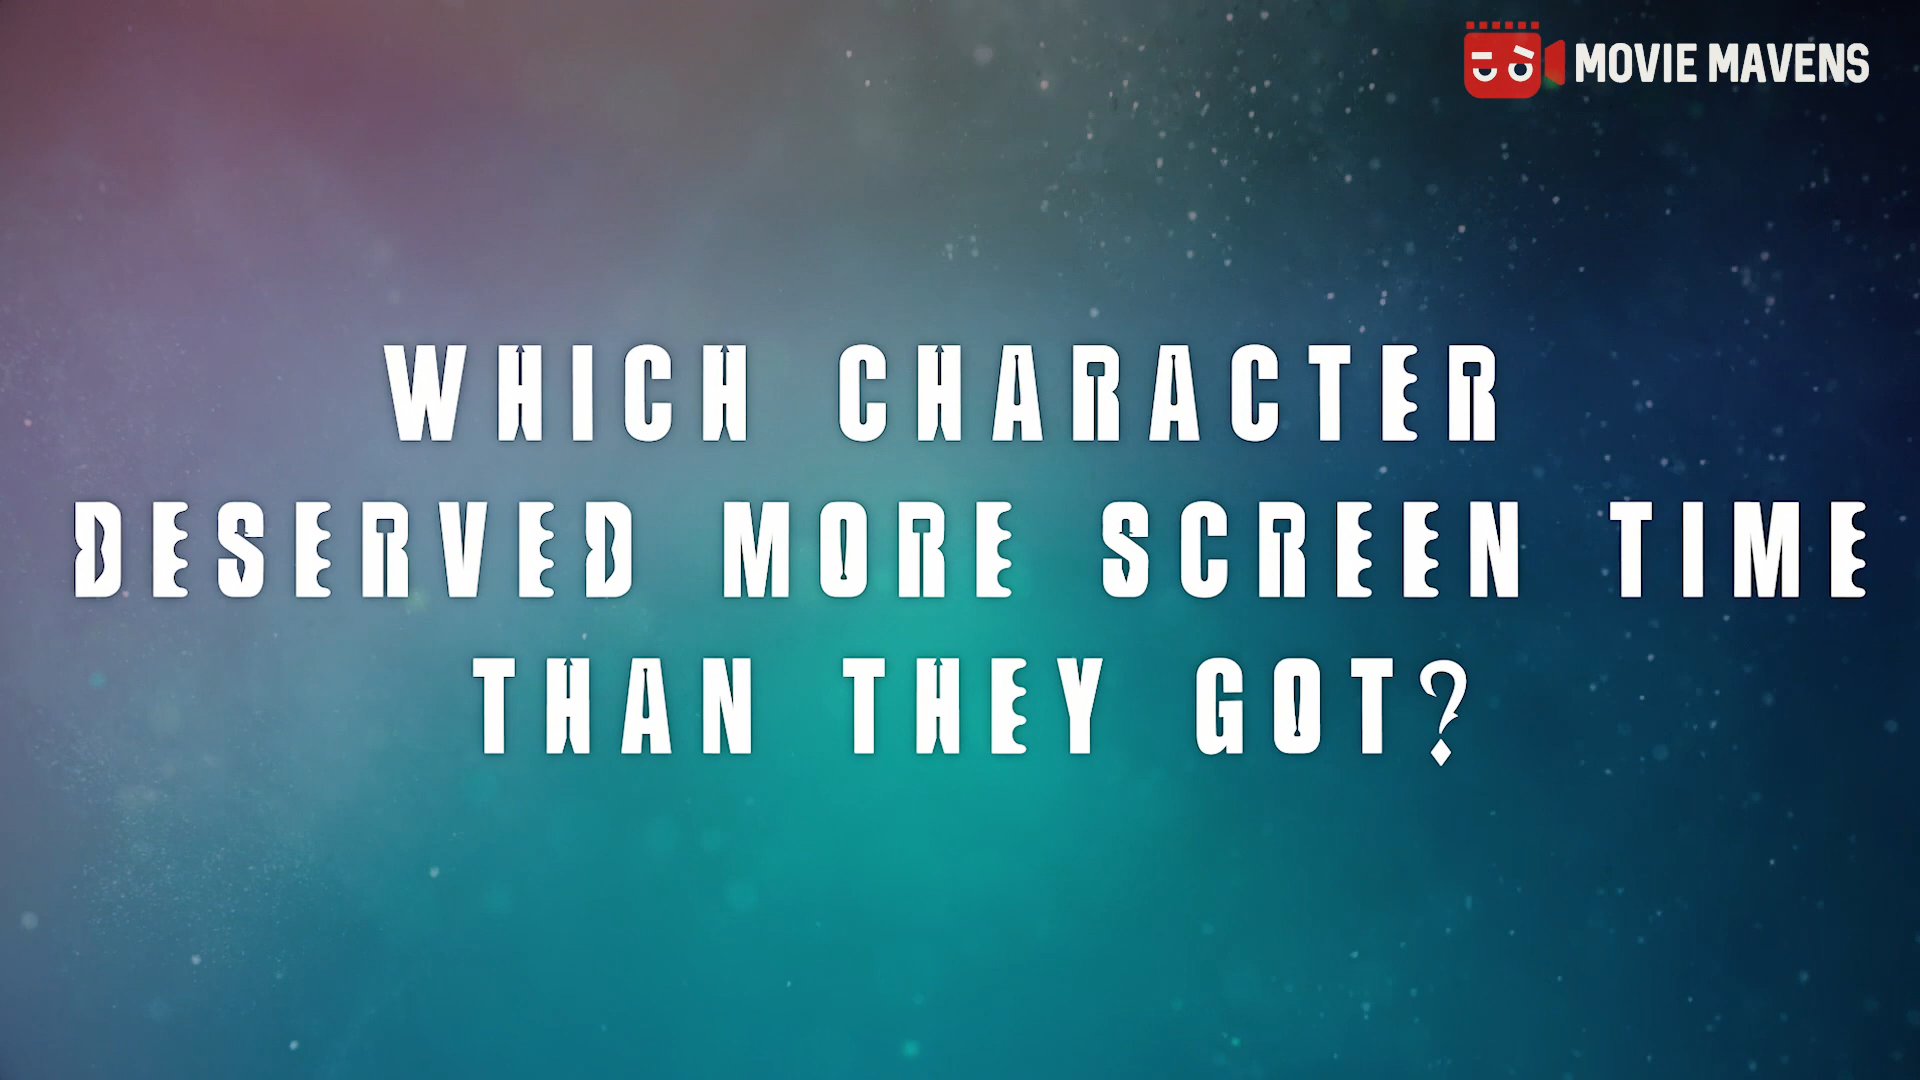 MOVIE MAVENS
WHICH CHARACTER
DESERVED MORE SCREEN TIME
THAN THEY GOT?